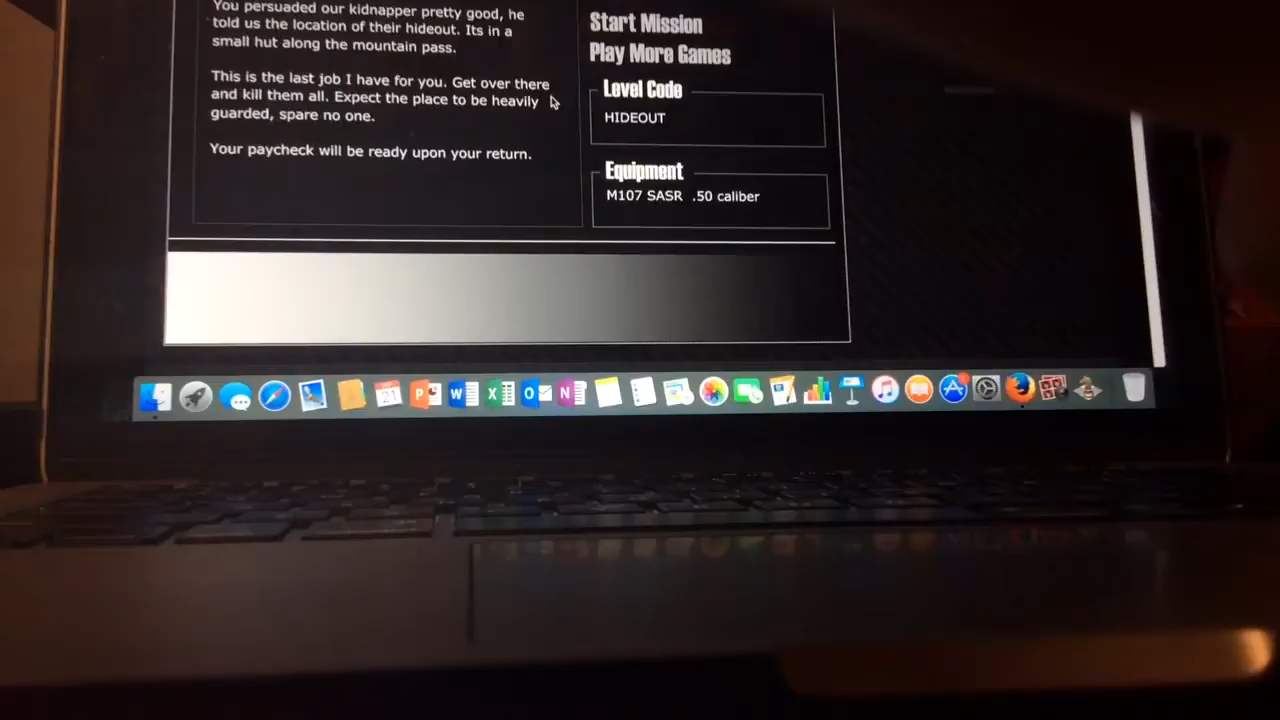 You persuaded our kidnapper pretty good, he
told us the location of their hideout. Its in a
small hut along the mountain pass.
This is the last job I have for you. Get over there
and kill them all. Expect the place to be heavily
guarded, spare no one.
Your paycheck will be ready upon your return.
Start Mission
Play More Games
Level Code
HIDEOUT
Equipment
M107 SASR .50 caliber
21
P
W
X
O
N